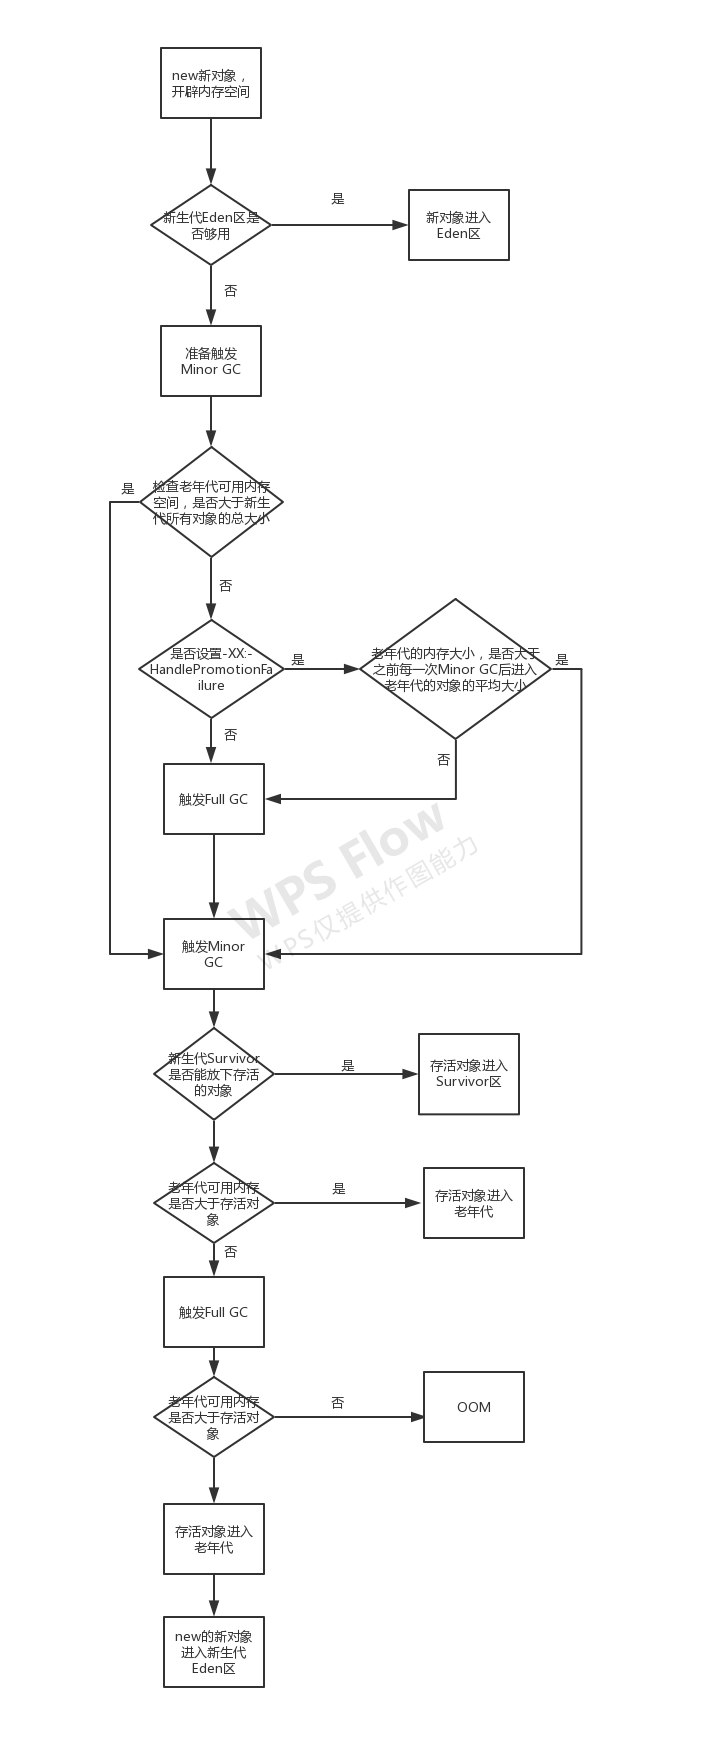 new新对象，
开辟内存空间
新生代Eden区是
否够用
是
新对象进入
Eden区
否
准备触发
Minor GC
是
检查老年代可用内存
空间，是否大于新生
代所有对象的总大小
否
是否设置-XX:-
HandlePromotionFa
ilure
是
老年代的内存大小，是否大于
之前每一次Minor GC后进入
老年代的对象的平均大小
是
否
否
触发Full GC
WPS Flow
WPS仅提供作图能力
触发Minor
GC
新生代Survivor
是否能放下存活
的对象
是
存活对象进入
Survivor区
老年代可用内存
是否大于存活对
象
是
存活对象进入
老年代
否
触发Full GC
老年代可用内存
是否大于存活对
象
否
OOM
存活对象进入
老年代
new的新对象
进入新生代
Eden区